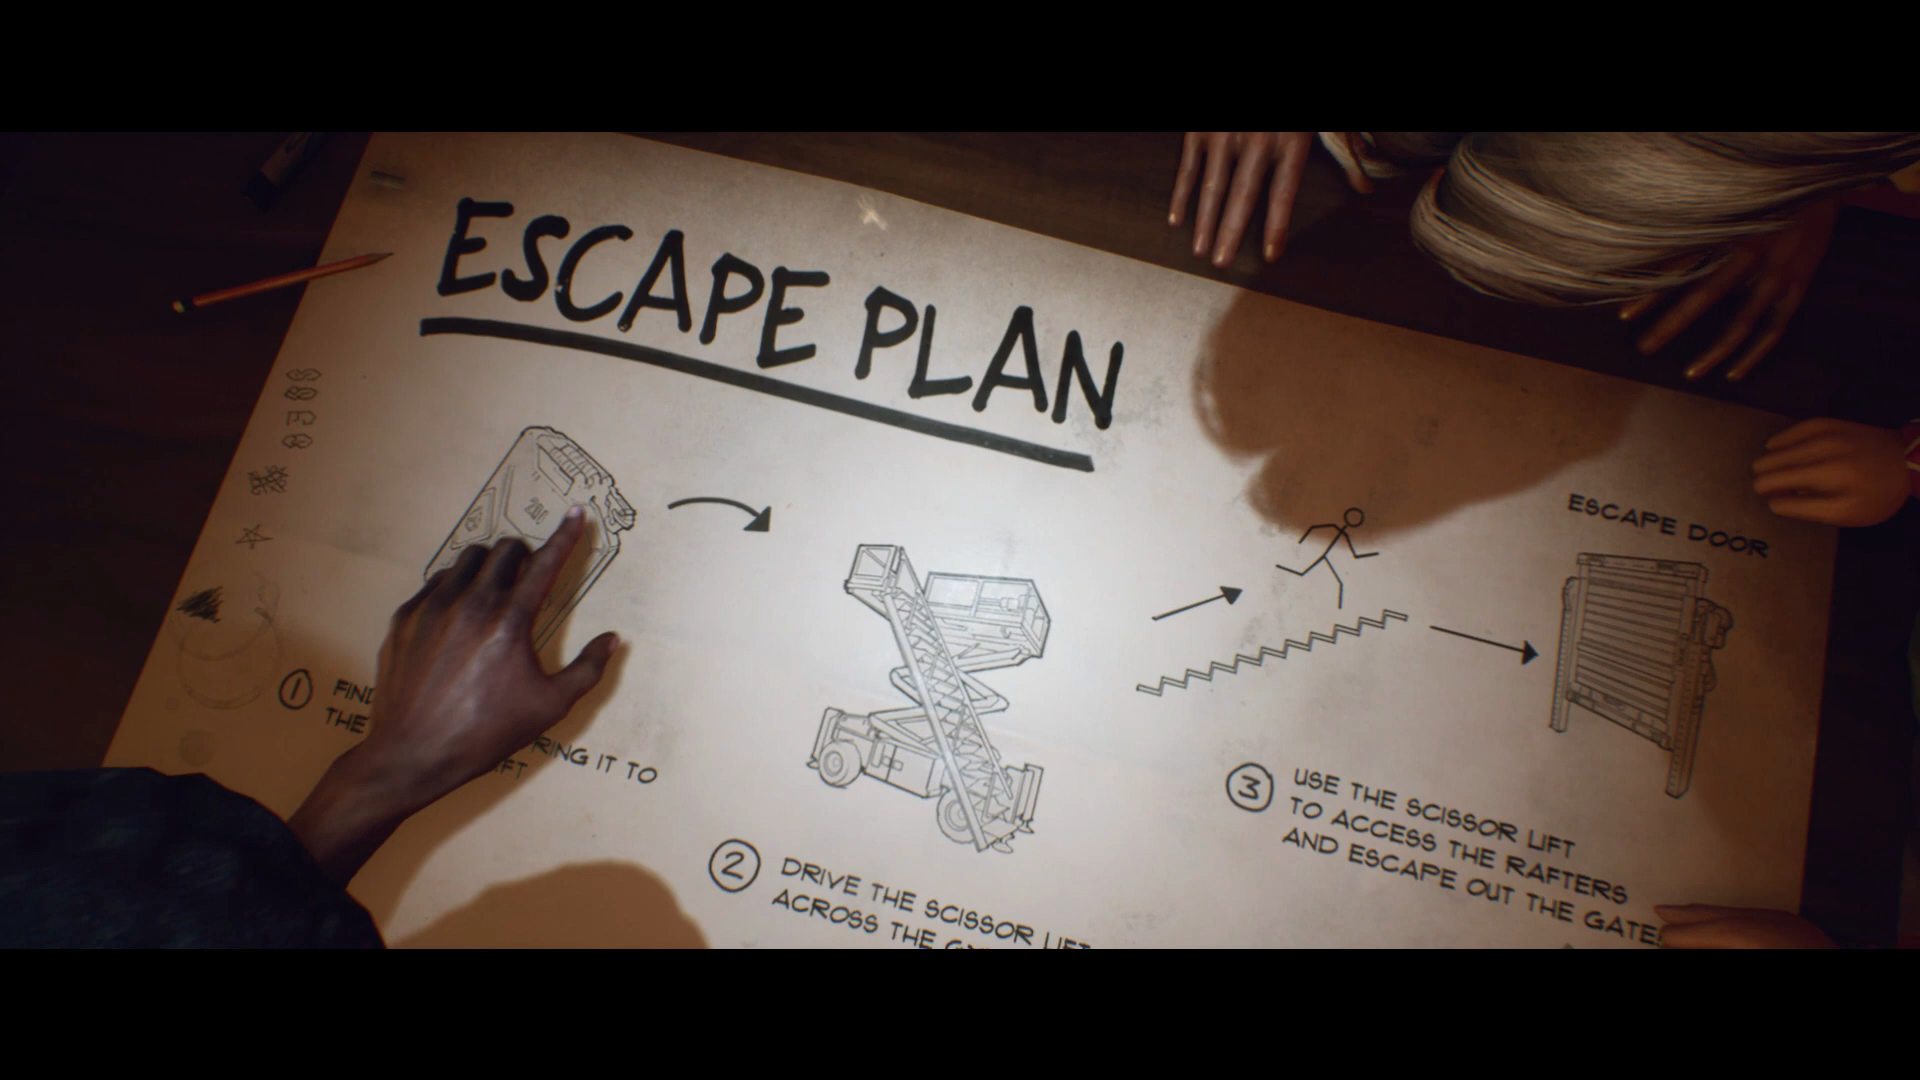 ESCAPE PLAN
ESCAPE DOOR
1
THE
RING IT TO
2 DRIVE THE SCISSOR LIFT
ACROSS THE
3 USE THE SCISSOR LIFT
TO ACCESS THE RAFTERS
AND ESCAPE OUT THE GATE